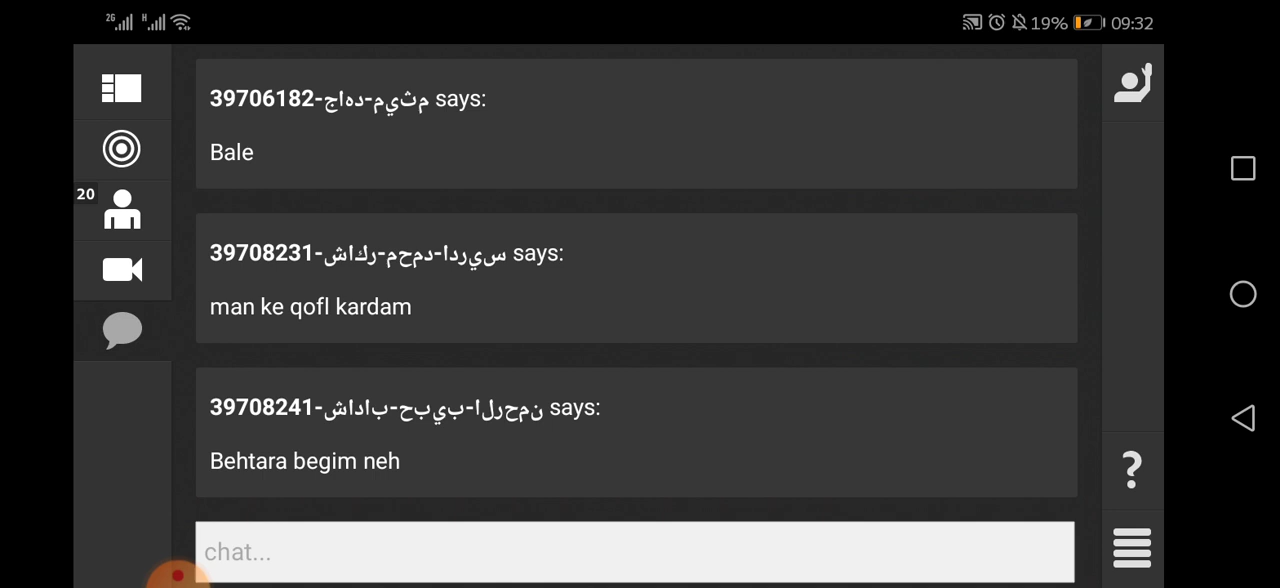 09:32 19% 2G H
39706182-جاهد-ميثم says:
Bale
20
39708231-شاكر-محمد-ادريس says:
man ke qofl kardam
39708241-شاداب-حبيب-الرحمن says:
Behtara begim neh
chat...